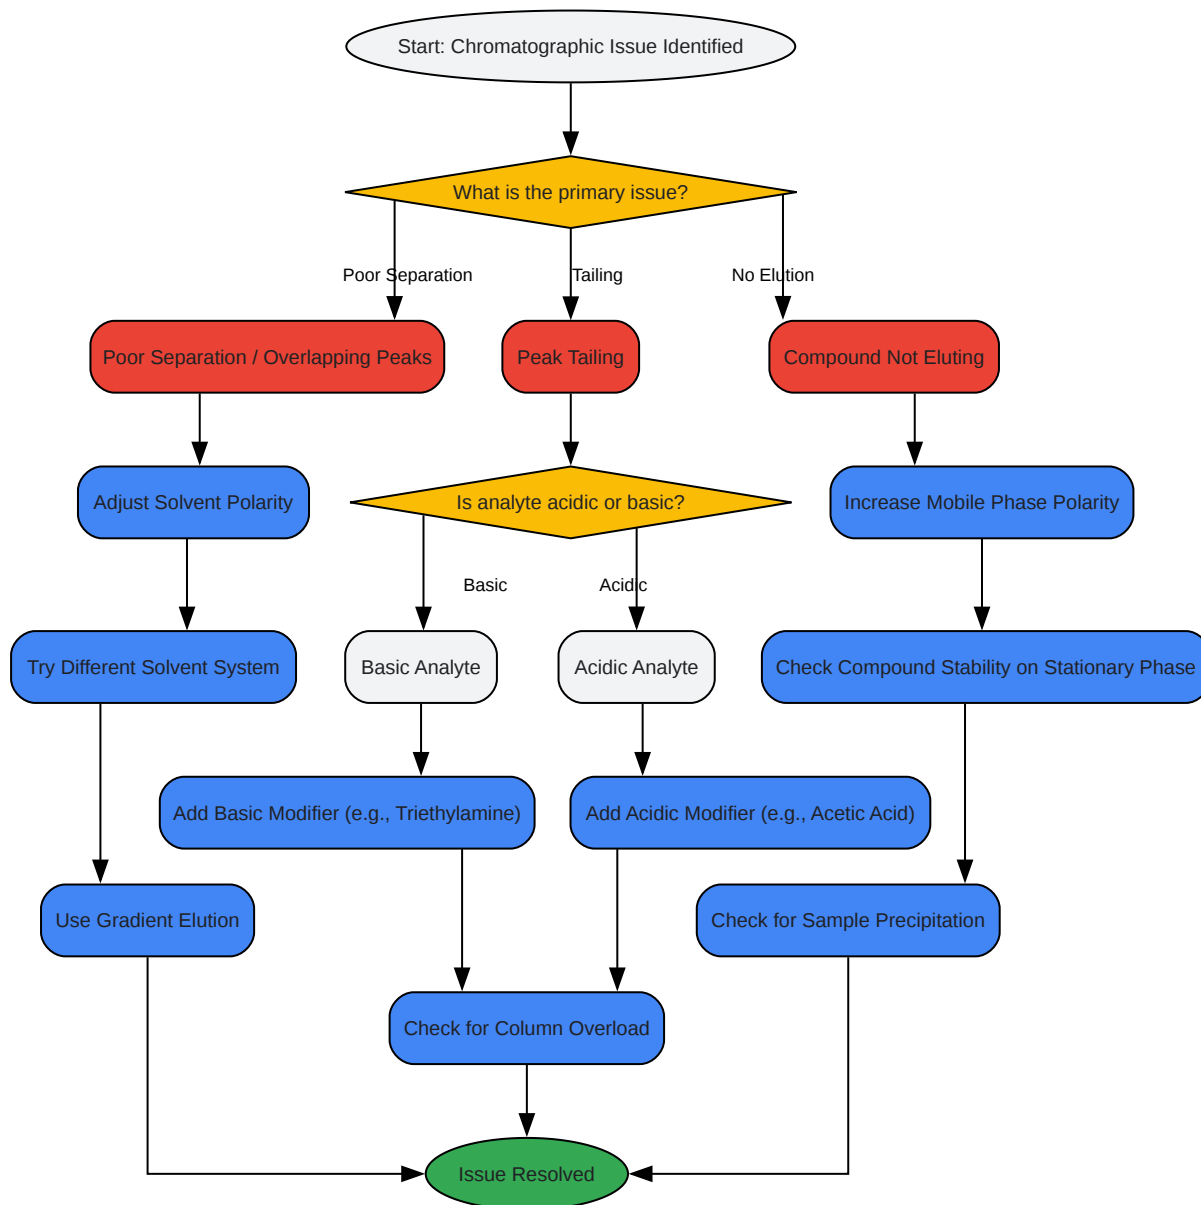 Start: Chromatographic Issue Identified
What is the primary issue?
Poor Separation
Tailing
No Elution
Poor Separation / Overlapping Peaks
Peak Tailing
Compound Not Eluting
Adjust Solvent Polarity
Is analyte acidic or basic?
Increase Mobile Phase Polarity
Basic
Acidic
Try Different Solvent System
Basic Analyte
Acidic Analyte
Check Compound Stability on Stationary Phase
Add Basic Modifier (e.g., Triethylamine)
Add Acidic Modifier (e.g., Acetic Acid)
Use Gradient Elution
Check for Sample Precipitation
Check for Column Overload
Issue Resolved